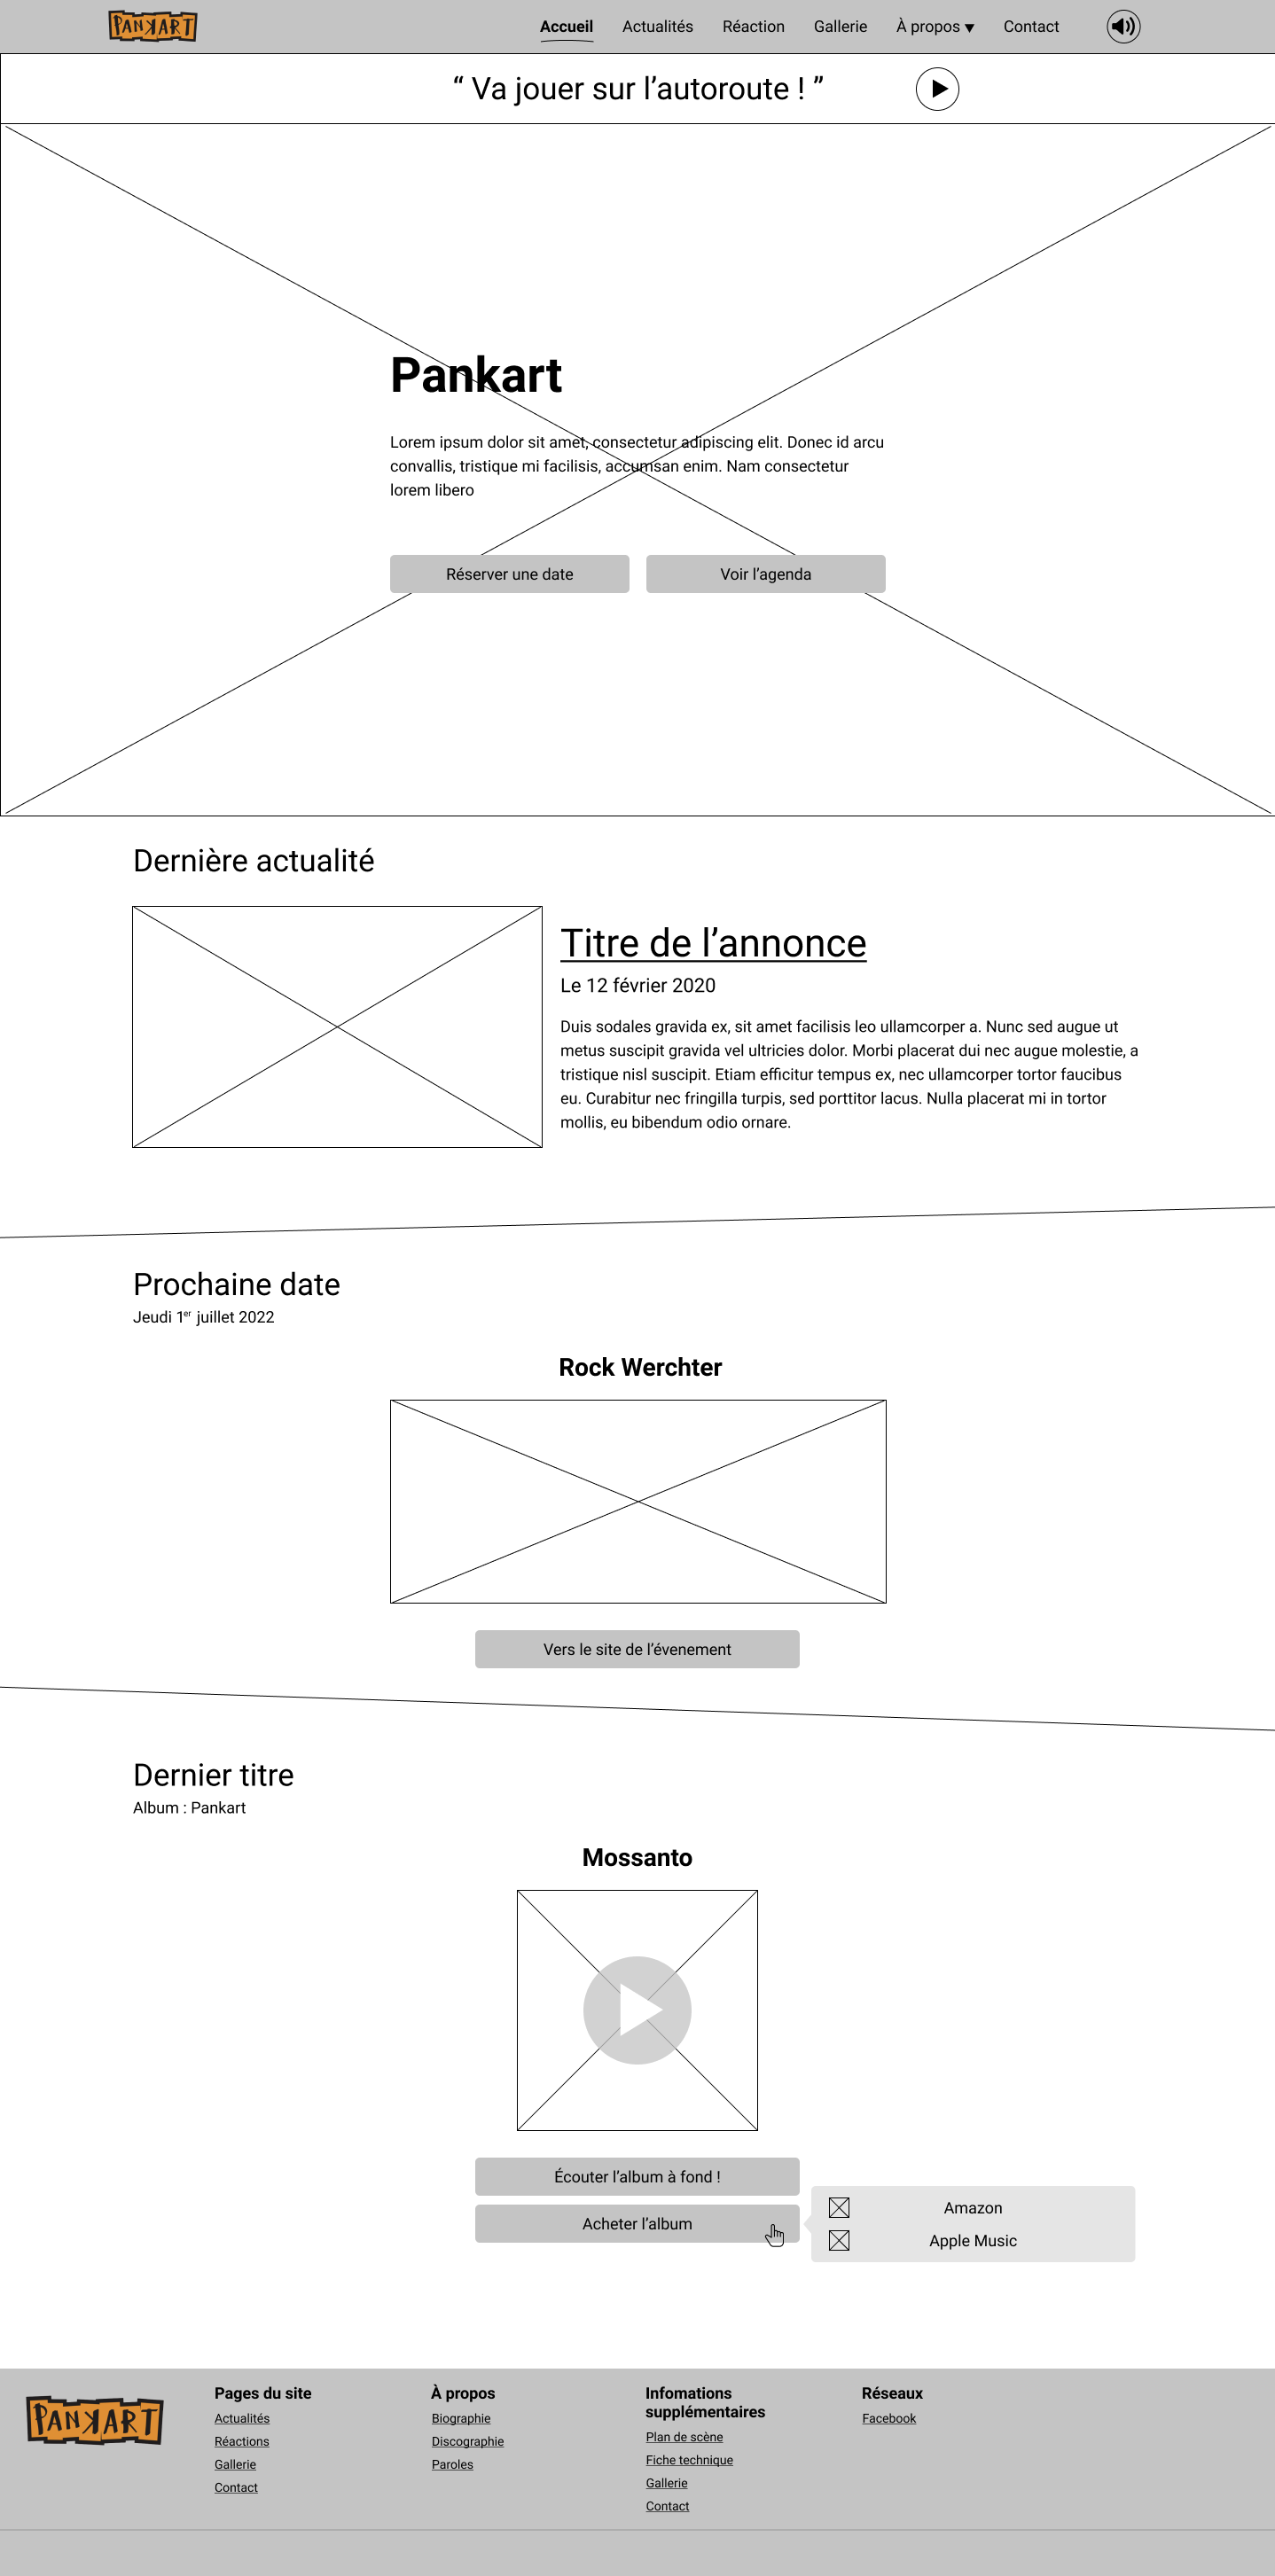 PANKART
Accueil Actualités Réaction Gallerie À propos Contact
“ Va jouer sur l’autoroute ! ”
Pankart
Lorem ipsum dolor sit amet, consectetur adipiscing elit. Donec id arcu
convallis, tristique mi facilisis, accumsan enim. Nam consectetur
lorem libero
Réserver une date Voir l’agenda
Dernière actualité
Titre de l’annonce
Le 12 février 2020
Duis sodales gravida ex, sit amet facilisis leo ullamcorper a. Nunc sed augue ut
metus suscipit gravida vel ultricies dolor. Morbi placerat dui nec augue molestie, a
tristique nisl suscipit. Etiam efficitur tempus ex, nec ullamcorper tortor faucibus
eu. Curabitur nec fringilla turpis, sed porttitor lacus. Nulla placerat mi in tortor
mollis, eu bibendum odio ornare.
Prochaine date
Jeudi 1er juillet 2022
Rock Werchter
Vers le site de l’évenement
Dernier titre
Album : Pankart
Mossanto
Écouter l’album à fond !
Acheter l’album
Amazon
Apple Music
PANKART
Pages du site
Actualités
Réactions
Gallerie
Contact
À propos
Biographie
Discographie
Paroles
Infomations
supplémentaires
Plan de scène
Fiche technique
Gallerie
Contact
Réseaux
Facebook